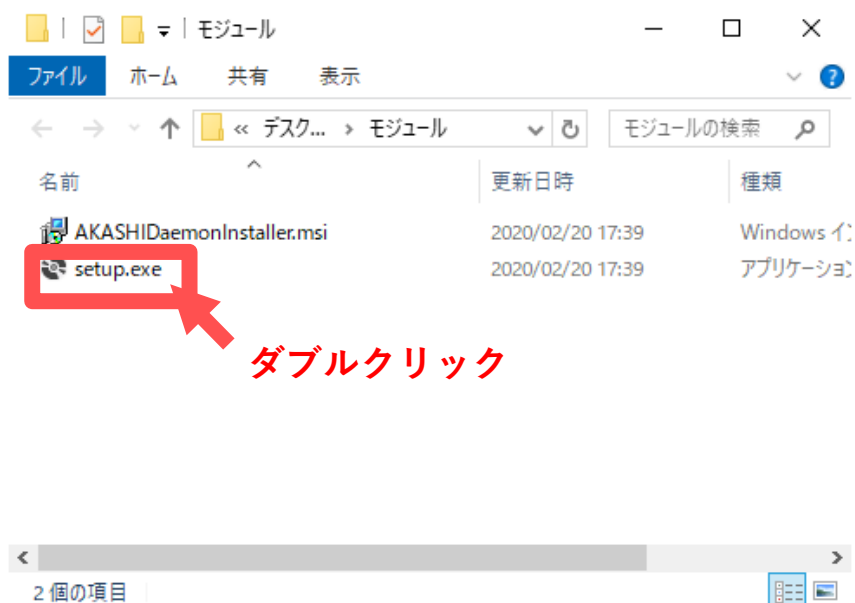 モジュール
ファイル ホーム 共有 表示
« デスク... › モジュール モジュールの検索
名前 更新日時 種類
AKASHIDaemonInstaller.msi 2020/02/20 17:39 Windows イン
setup.exe 2020/02/20 17:39 アプリケーション
ダブルクリック
2 個の項目